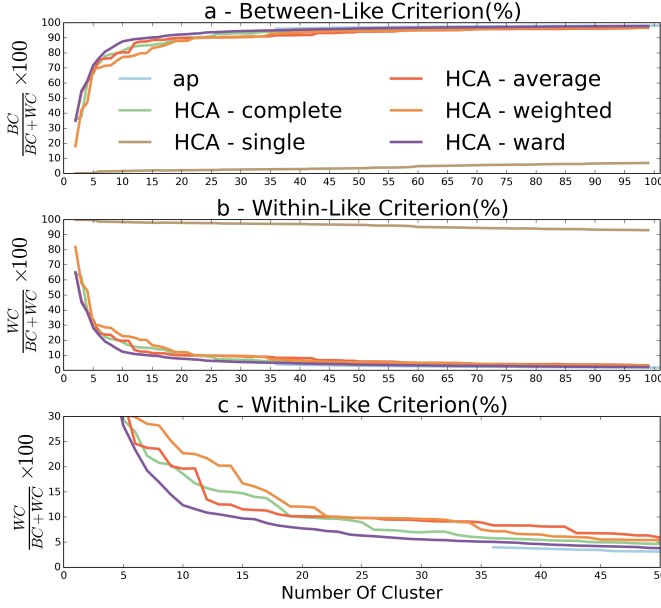 a - Between-Like Criterion(%)
BC/(BC+WC) ×100
100
90
80
70
60
50
40
30
20
10
0
ap
HCA - complete
HCA - single
HCA - average
HCA - weighted
HCA - ward
0 5 10 15 20 25 30 35 40 45 50 55 60 65 70 75 80 85 90 95 101
b - Within-Like Criterion(%)
WC/(BC+WC) ×100
100
90
80
70
60
50
40
30
20
10
0
0 5 10 15 20 25 30 35 40 45 50 55 60 65 70 75 80 85 90 95 101
c - Within-Like Criterion(%)
WC/(BC+WC) ×100
30
25
20
15
10
5
0
0 5 10 15 20 25 30 35 40 45 50
Number Of Cluster